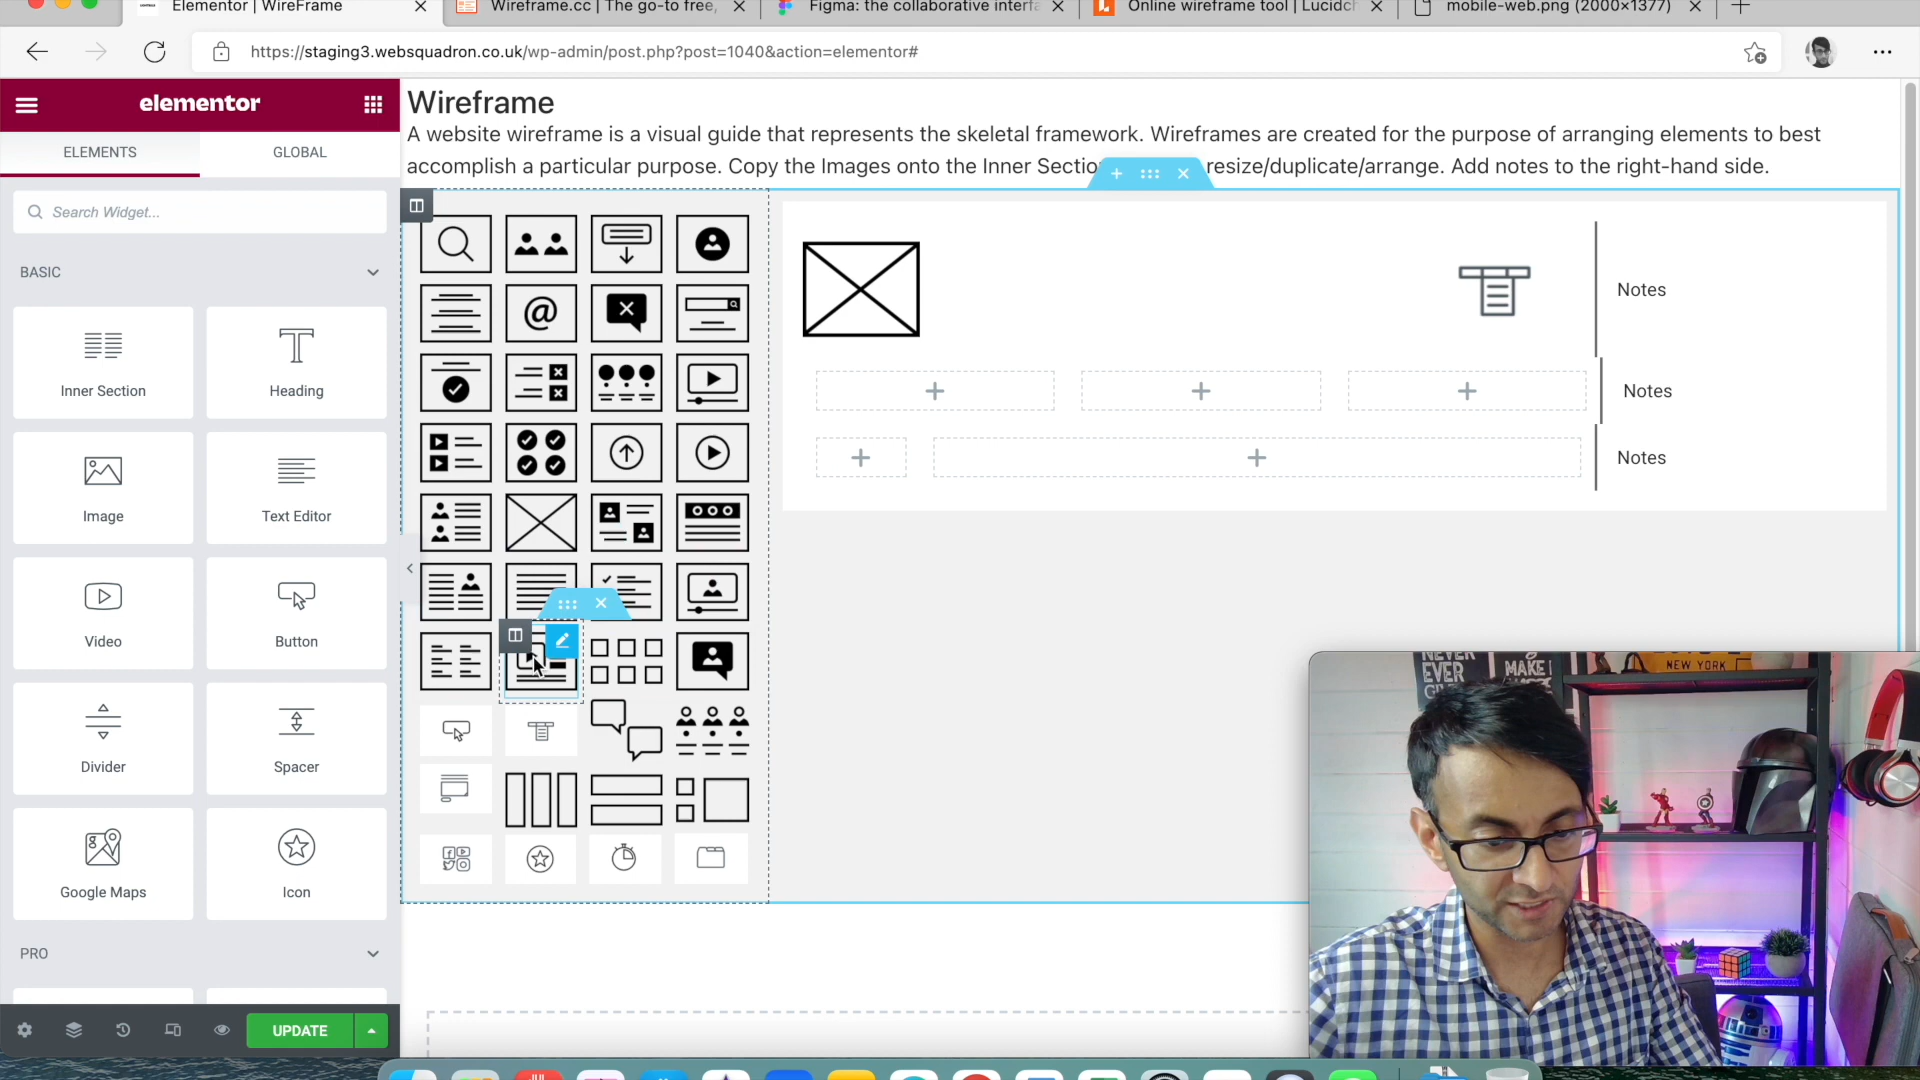 Elementor | WireFrame
Wireframe.cc | The go-to free,
Figma: the collaborative interfa
Online wireframe tool | Lucidch
mobile-web.png (2000×1377)
https://staging3.websquadron.co.uk/wp-admin/post.php?post=1040&action=elementor#
elementor
ELEMENTS
GLOBAL
Search Widget...
BASIC
Inner Section
Heading
Image
Text Editor
Video
Button
Divider
Spacer
Google Maps
Icon
PRO
UPDATE
Wireframe
A website wireframe is a visual guide that represents the skeletal framework. Wireframes are created for the purpose of arranging elements to best
accomplish a particular purpose. Copy the Images onto the Inner Sectio resize/duplicate/arrange. Add notes to the right-hand side.
@
Notes
Notes
Notes
NEVER
EVER
MAKE
NEW YORK